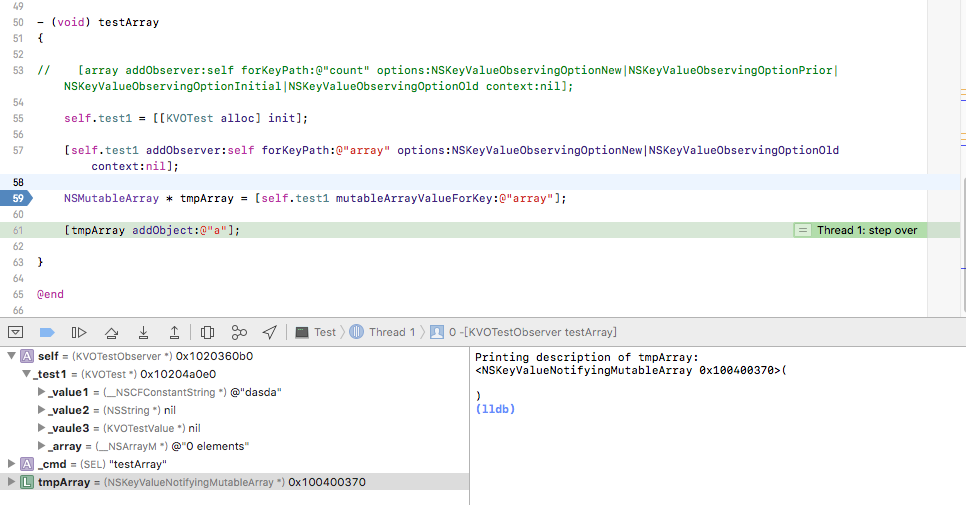 49
50 - (void) testArray
51 {
52
53 // [array addObserver:self forKeyPath:@"count" options:NSKeyValueObservingOptionNew|NSKeyValueObservingOptionPrior|
NSKeyValueObservingOptionInitial|NSKeyValueObservingOptionOld context:nil];
54
55 self.test1 = [[KVOTest alloc] init];
56
57 [self.test1 addObserver:self forKeyPath:@"array" options:NSKeyValueObservingOptionNew|NSKeyValueObservingOptionOld
context:nil];
58
59 NSMutableArray * tmpArray = [self.test1 mutableArrayValueForKey:@"array"];
60
61 [tmpArray addObject:@"a"]; = Thread 1: step over
62
63 }
64
65 @end
66
Test Thread 1 0 -[KVOTestObserver testArray]
A self = (KVOTestObserver *) 0x1020360b0
_test1 = (KVOTest *) 0x10204a0e0
_value1 = (__NSCFConstantString *) @"dasda"
_value2 = (NSString *) nil
_vaule3 = (KVOTestValue *) nil
_array = (__NSArrayM *) @"0 elements"
A _cmd = (SEL) "testArray"
L tmpArray = (NSKeyValueNotifyingMutableArray *) 0x100400370
Printing description of tmpArray:
<NSKeyValueNotifyingMutableArray 0x100400370>(
)
(lldb)